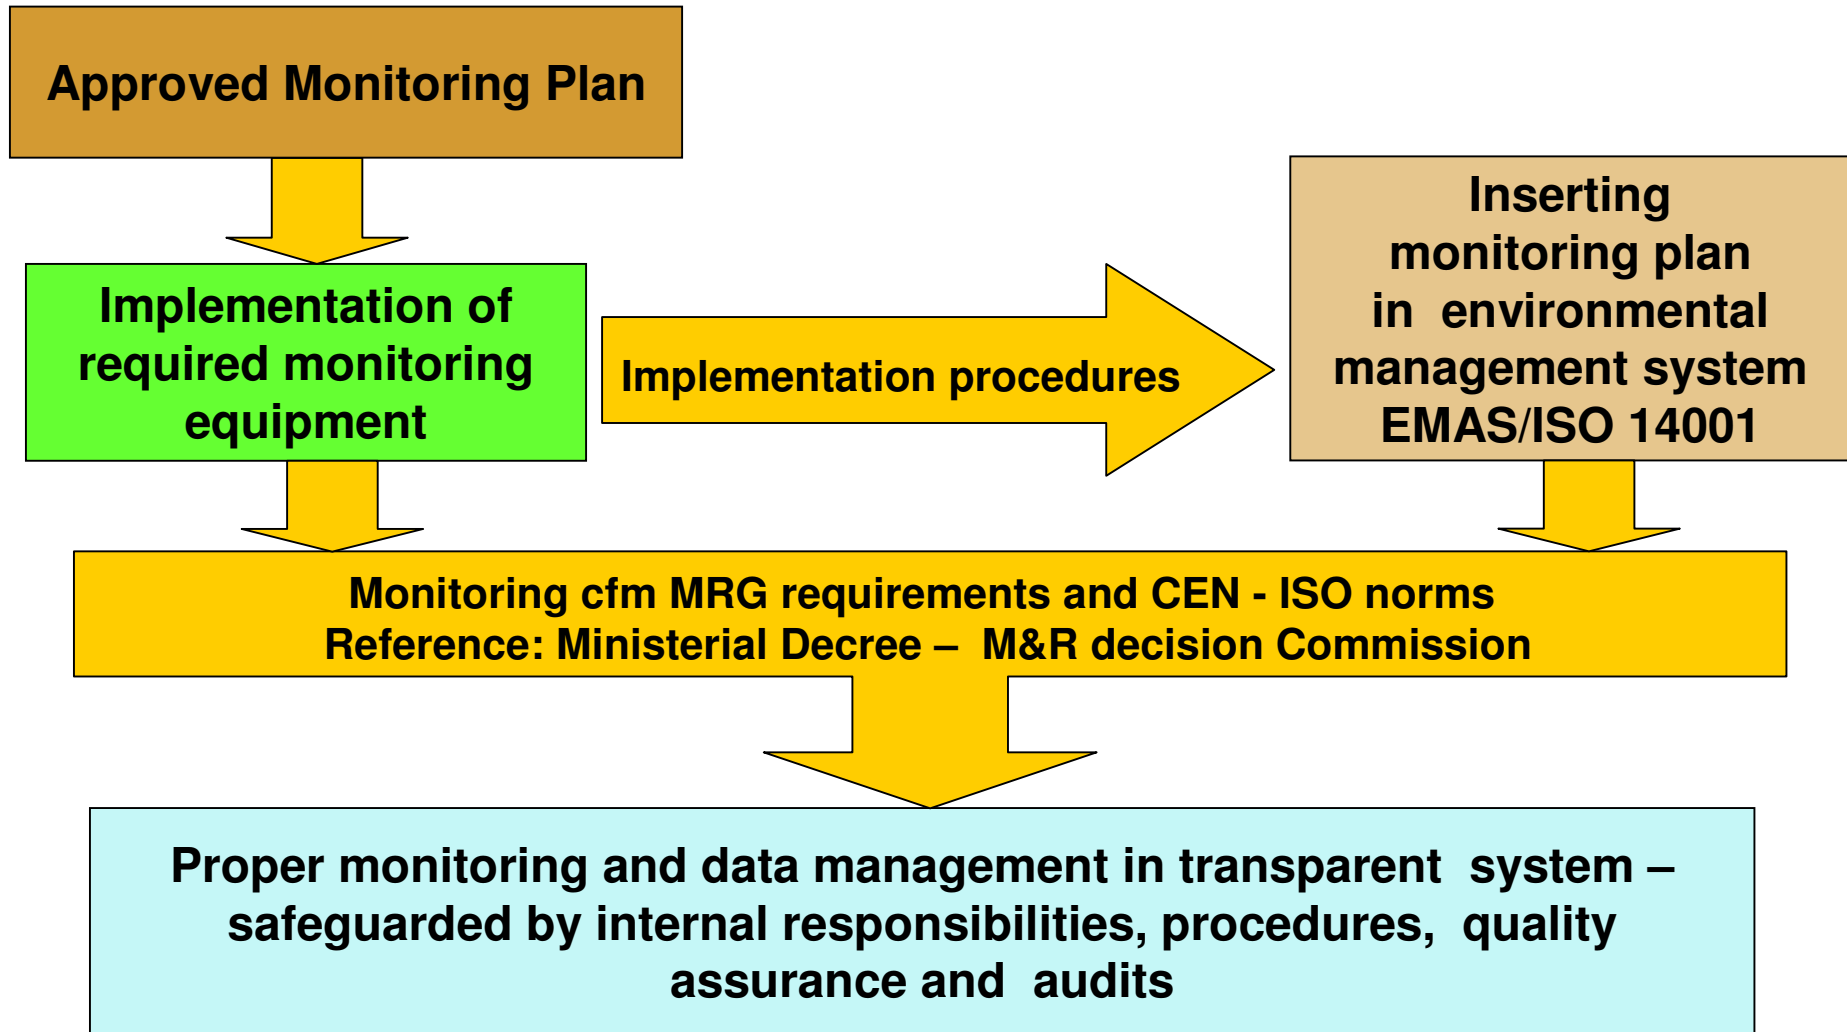 Approved Monitoring Plan
Implementation of
required monitoring
equipment
Implementation procedures
Inserting
monitoring plan
in environmental
management system
EMAS/ISO 14001
Monitoring cfm MRG requirements and CEN - ISO norms
Reference: Ministerial Decree – M&R decision Commission
Proper monitoring and data management in transparent system –
safeguarded by internal responsibilities, procedures, quality
assurance and audits